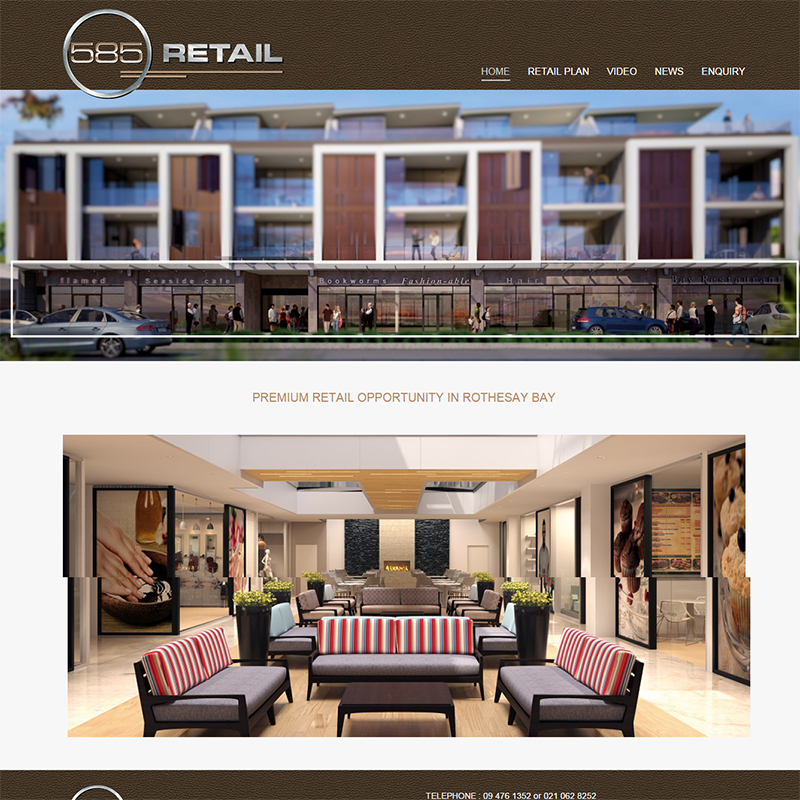 585 RETAIL
HOME RETAIL PLAN VIDEO NEWS ENQUIRY
flamed Seaside cafe Bookworms Fashion-able Hair Bay Restaurant
PREMIUM RETAIL OPPORTUNITY IN ROTHESAY BAY
TELEPHONE : 09 476 1352 or 021 062 8252